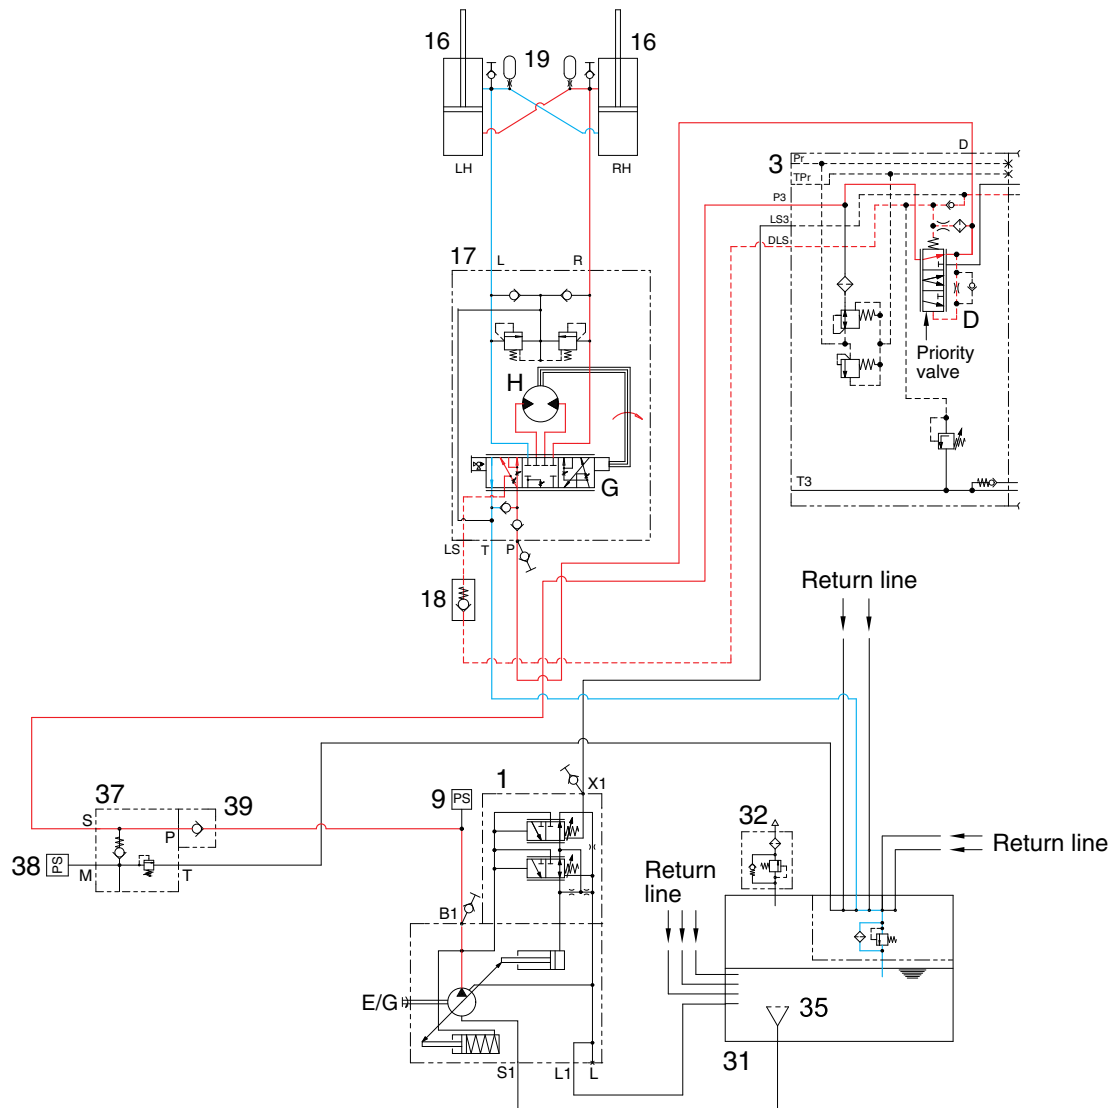 16
19
16
LH
RH
D
3
Pr
TPr
P3
LS3
DLS
17
L
R
D
Priority
valve
H
G
T3
LS
T
P
18
Return line
1
X1
37
39
9
PS
S
P
32
38
PS
M
T
Return line
Return
line
B1
E/G
35
31
S1
L1
L